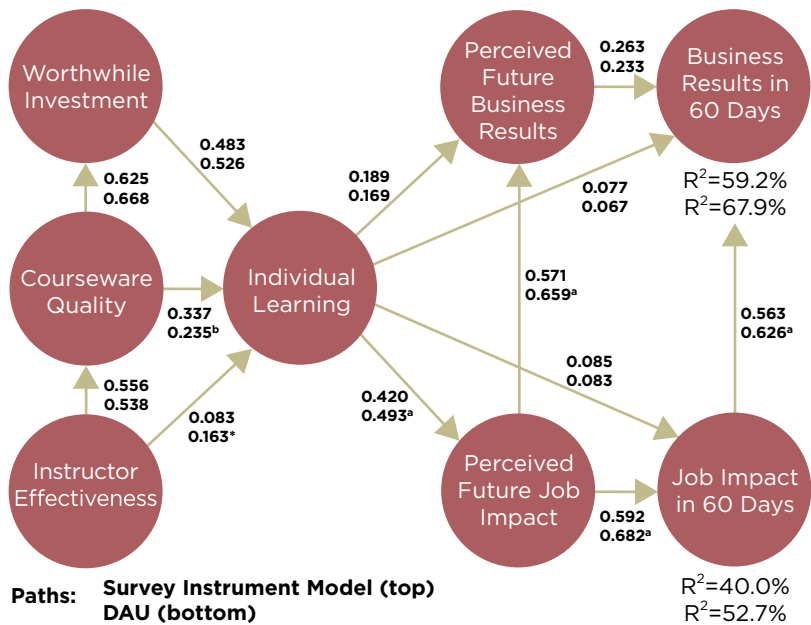 Worthwhile
Investment
Perceived
Future
Business
Results
0.263
0.233
Business
Results in
60 Days
R²=59.2%
R²=67.9%
0.483
0.526
0.625
0.668
0.189
0.169
0.077
0.067
Courseware
Quality
0.337
0.235ᵇ
Individual
Learning
0.571
0.659ᵃ
0.563
0.626ᵃ
0.556
0.538
0.083
0.163*
0.420
0.493ᵃ
0.085
0.083
Instructor
Effectiveness
Perceived
Future Job
Impact
0.592
0.682ᵃ
Job Impact
in 60 Days
R²=40.0%
R²=52.7%
Paths: Survey Instrument Model (top)
DAU (bottom)